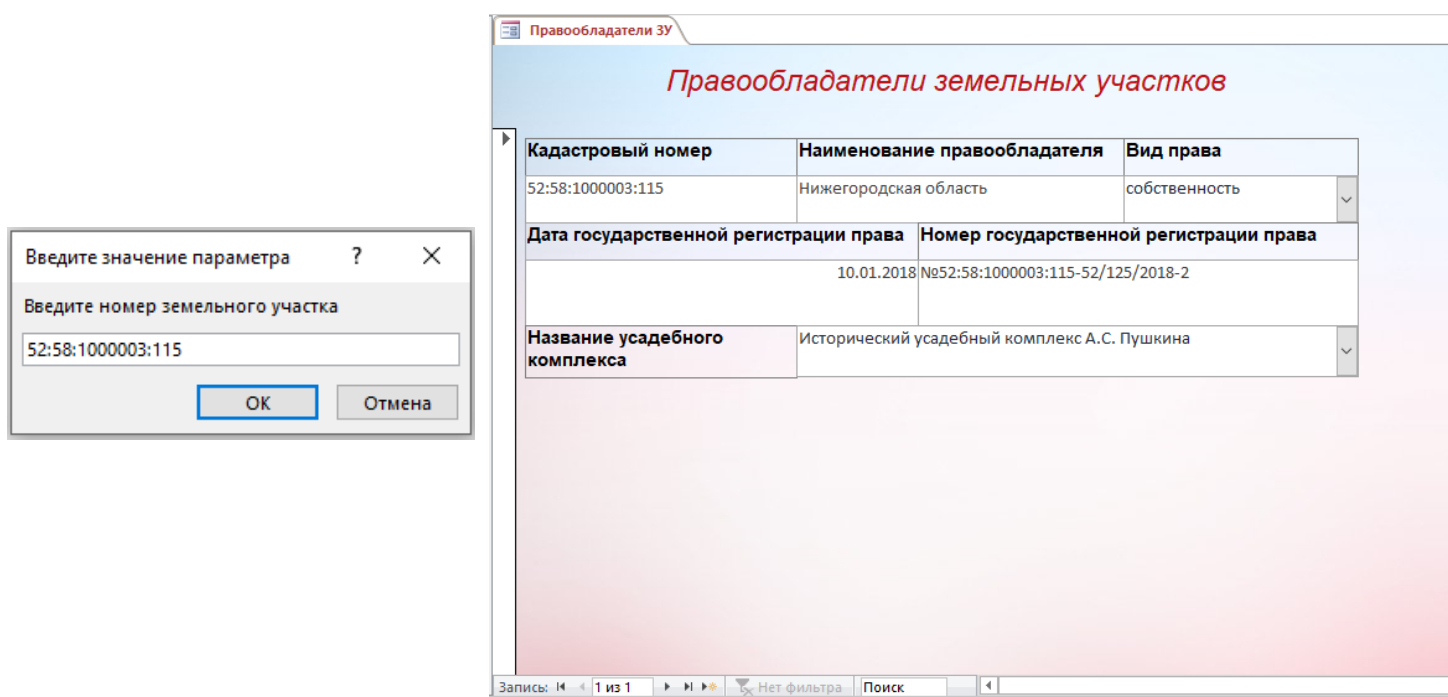 Введите значение параметра ? ✕
Введите номер земельного участка
52:58:1000003:115
ОК Отмена
Правообладатели ЗУ
Правообладатели земельных участков
Кадастровый номер Наименование правообладателя Вид права
52:58:1000003:115 Нижегородская область собственность
Дата государственной регистрации права Номер государственной регистрации права
10.01.2018 №52:58:1000003:115-52/125/2018-2
Название усадебного Исторический усадебный комплекс А.С. Пушкина
комплекса
Запись: 1 из 1 Нет фильтра Поиск